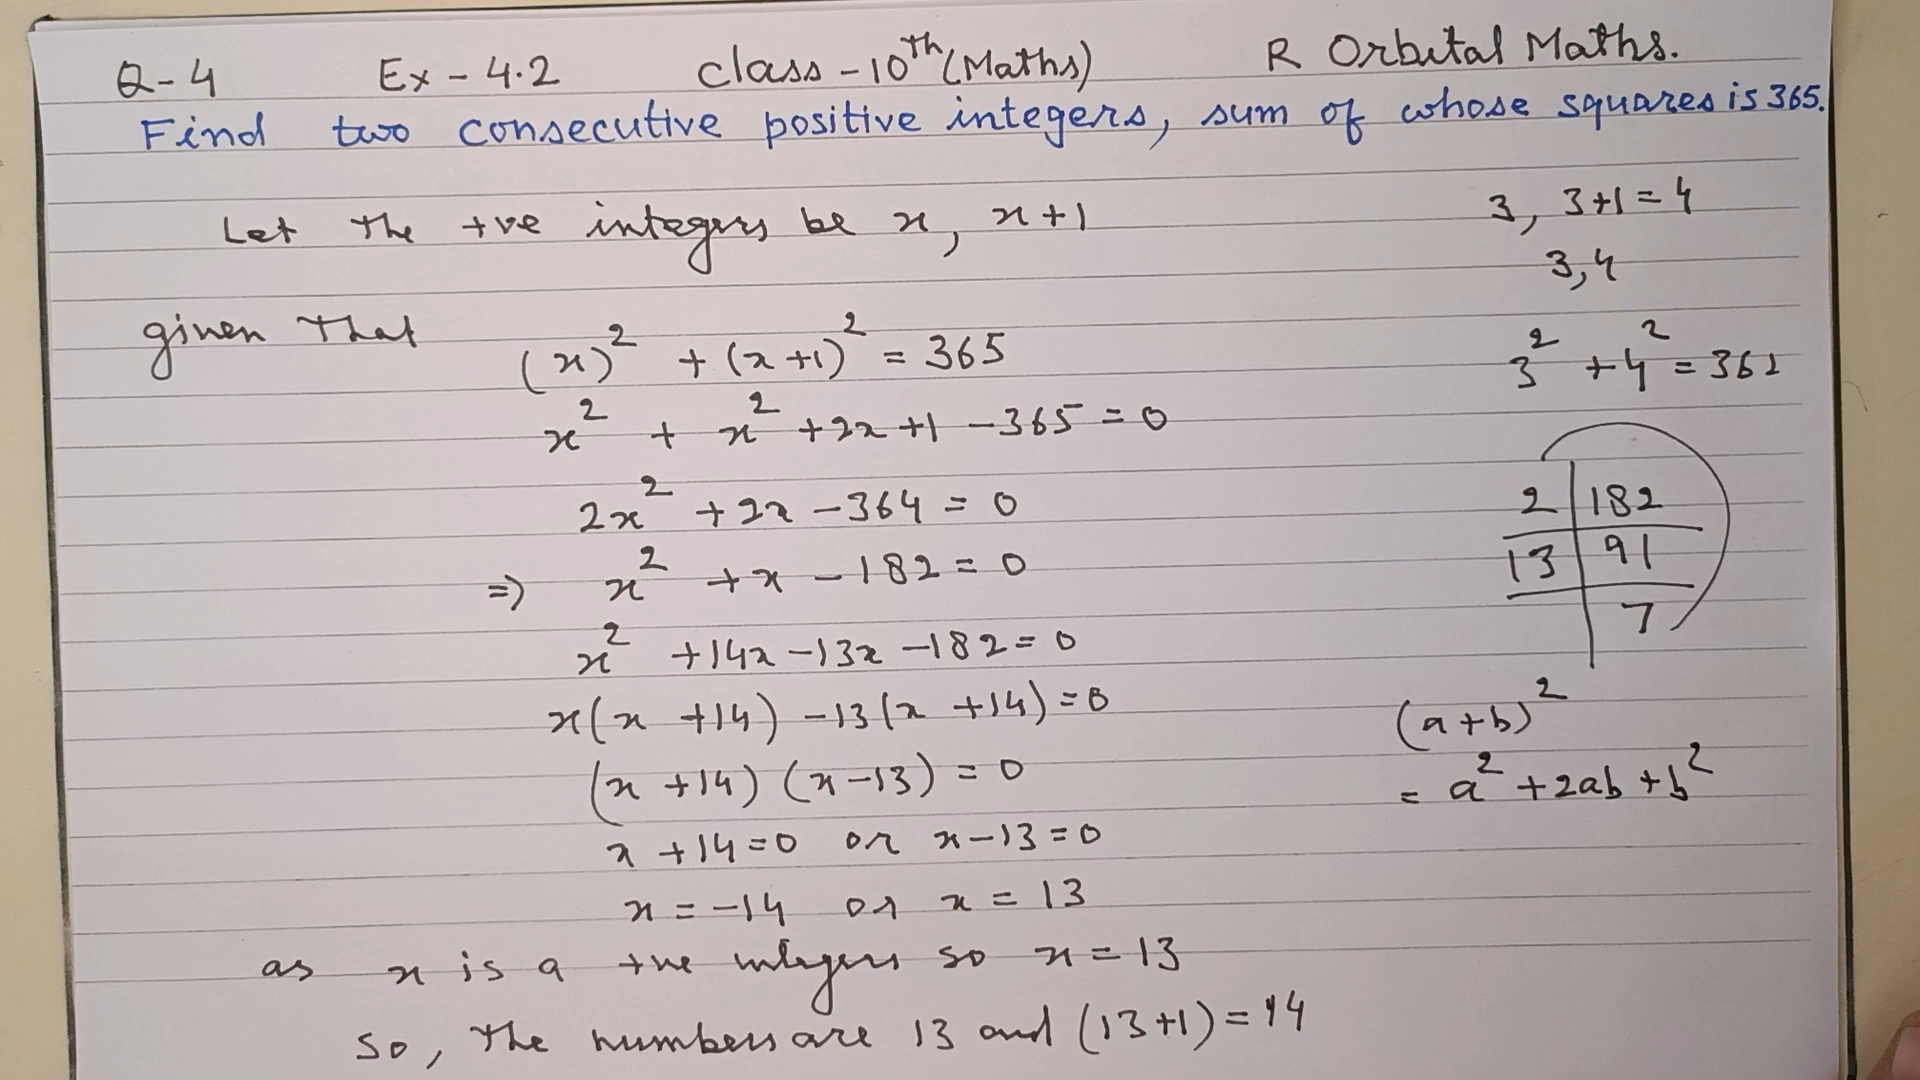 Q-4 Ex-4.2 class-10th (Maths) R Orbital Maths.
Find two consecutive positive integers, sum of whose squares is 365.
Let the +ve integers be x, x+1
3, 3+1=4
3,4
given that
(x)² + (x+1)² = 365
3² + 4² = 361
x² + x² +2x+1 -365 = 0
2x² +2x -364 = 0
2 | 182
=) x² +x -182 = 0
13 | 91
7
x² +14x -13x -182 = 0
x(x +14) -13(x +14) = 0
(a+b)²
(x +14) (x-13) = 0
= a² +2ab +b²
x +14=0 or x-13=0
x = -14 or x = 13
as x is a +ve integers so x = 13
So, the numbers are 13 and (13+1) = 14